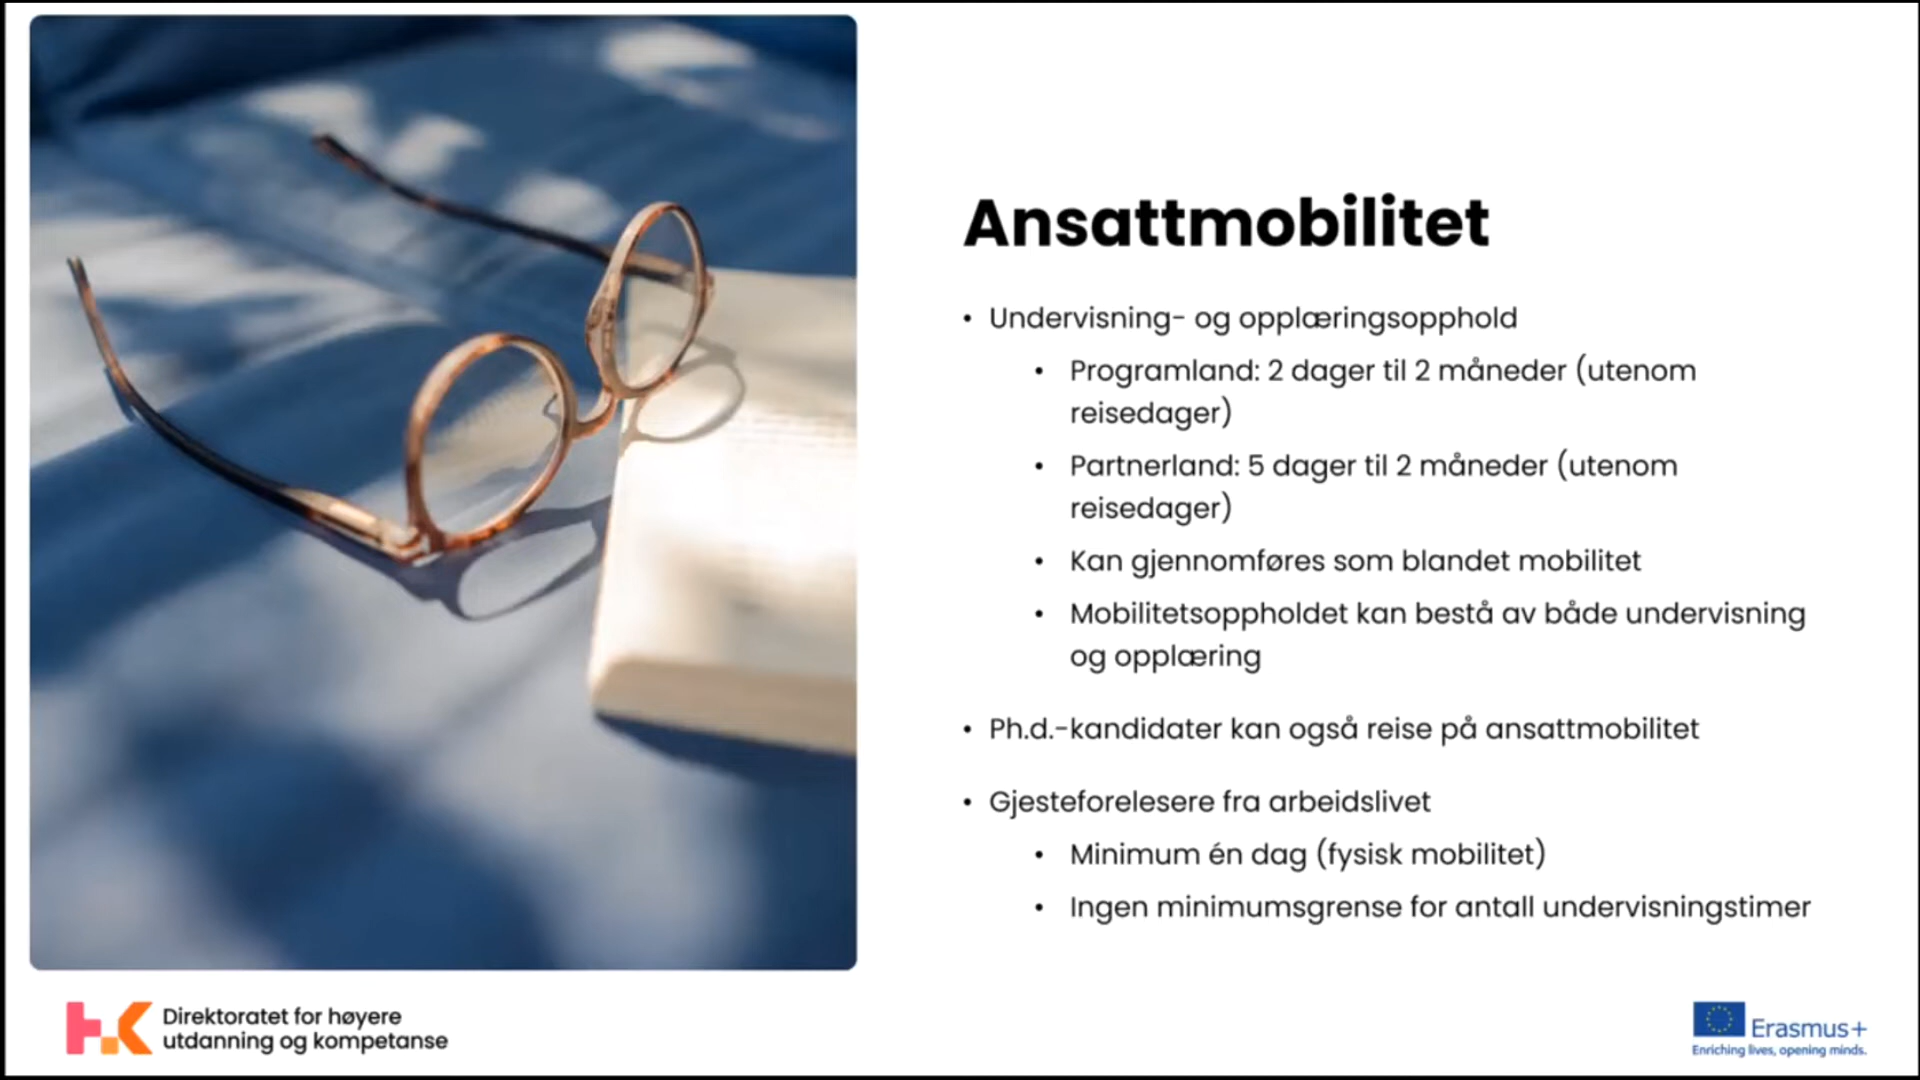 Ansattmobilitet
• Undervisning- og opplæringsopphold
• Programland: 2 dager til 2 måneder (utenom
reisedager)
• Partnerland: 5 dager til 2 måneder (utenom
reisedager)
• Kan gjennomføres som blandet mobilitet
• Mobilitetsoppholdet kan bestå av både undervisning
og opplæring
• Ph.d.-kandidater kan også reise på ansattmobilitet
• Gjesteforelesere fra arbeidslivet
• Minimum én dag (fysisk mobilitet)
• Ingen minimumsgrense for antall undervisningstimer
Direktoratet for høyere
utdanning og kompetanse
Erasmus+
Enriching lives, opening minds.